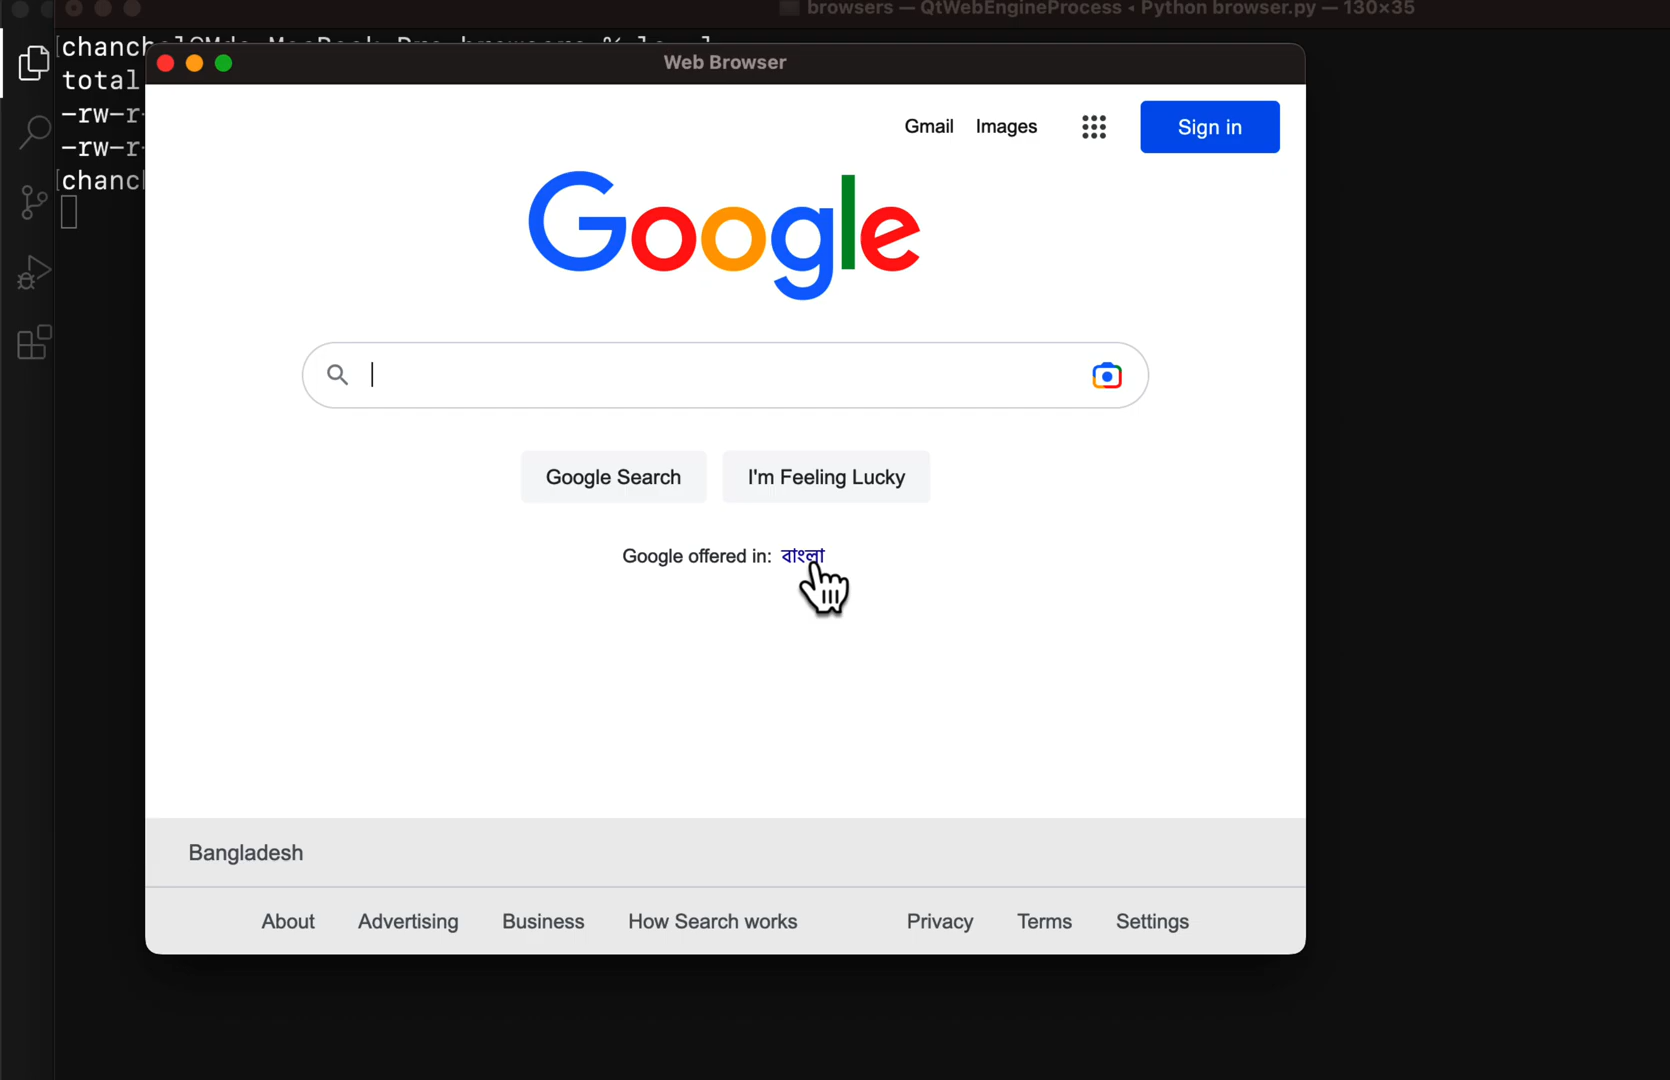 browsers — QtWebEngineProcess ◂ Python browser.py — 130×35
total
-rw-r-
-rw-r-
Web Browser
Gmail Images
Sign in
Google
Google Search
I'm Feeling Lucky
Google offered in: বাংলা
Bangladesh
About Advertising Business How Search works Privacy Terms Settings